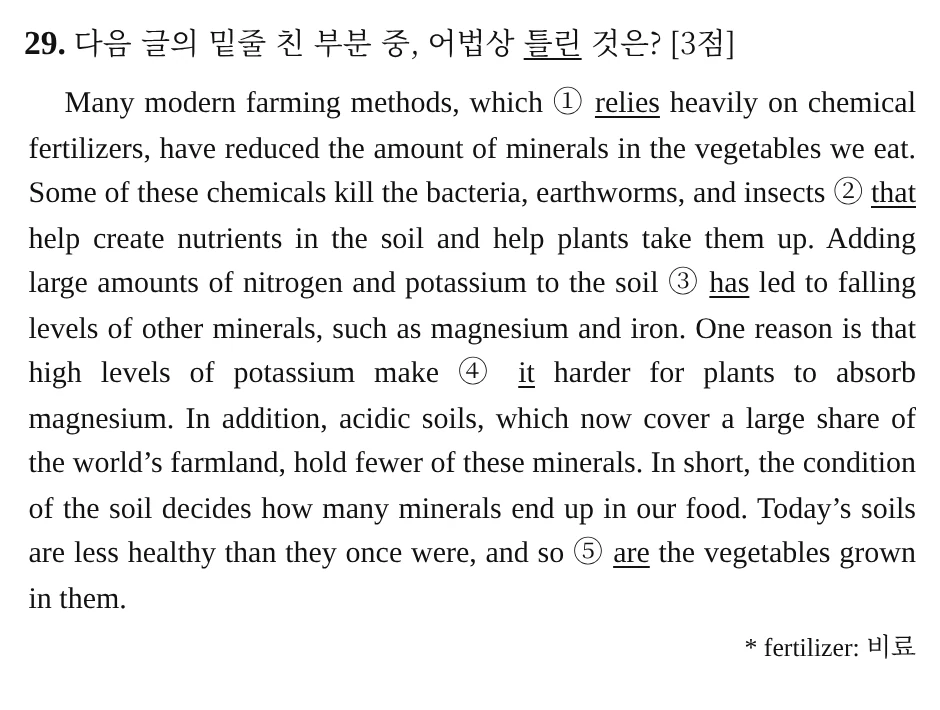 29. 다음 글의 밑줄 친 부분 중, 어법상 틀린 것은? [3점]
Many modern farming methods, which ① relies heavily on chemical
fertilizers, have reduced the amount of minerals in the vegetables we eat.
Some of these chemicals kill the bacteria, earthworms, and insects ② that
help create nutrients in the soil and help plants take them up. Adding
large amounts of nitrogen and potassium to the soil ③ has led to falling
levels of other minerals, such as magnesium and iron. One reason is that
high levels of potassium make ④ it harder for plants to absorb
magnesium. In addition, acidic soils, which now cover a large share of
the world’s farmland, hold fewer of these minerals. In short, the condition
of the soil decides how many minerals end up in our food. Today’s soils
are less healthy than they once were, and so ⑤ are the vegetables grown
in them.
* fertilizer: 비료